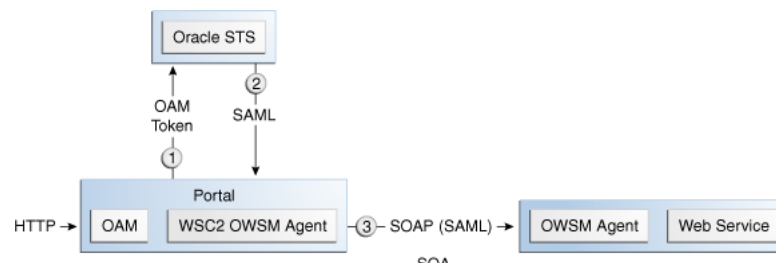 Oracle STS
2
OAM
Token
SAML
1
Portal
HTTP
OAM
WSC2 OWSM Agent
3
SOAP (SAML)
OWSM Agent
Web Service
SOA